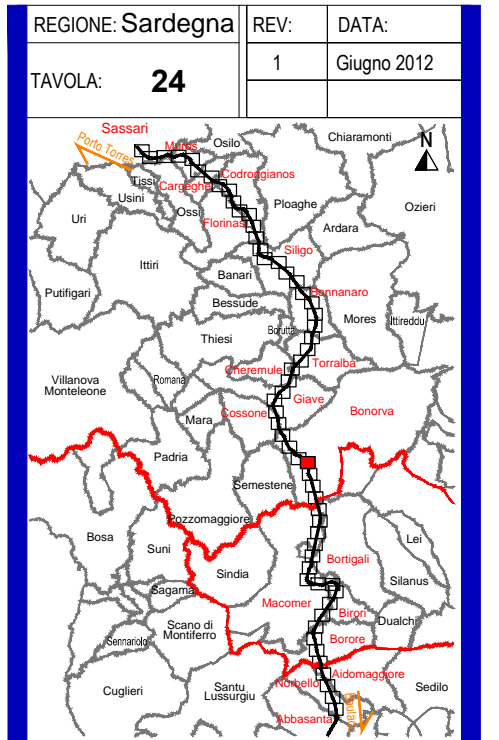 REGIONE: Sardegna
REV:
DATA:
TAVOLA: 24
1
Giugno 2012
Sassari
Porto Torres
Muros
Osilo
Chiaramonti
N
Tissi
Cargeghe
Codrongianos
Usini
Ossi
Ploaghe
Ozieri
Uri
Florinas
Ardara
Siligo
Ittiri
Banari
Putifigari
Bessude
Bonnanaro
Mores
Ittireddu
Thiesi
Borutta
Torralba
Cheremule
Villanova
Monteleone
Romana
Giave
Cossone
Bonorva
Mara
Padria
Semestene
Pozzomaggiore
Bosa
Suni
Lei
Bortigali
Sindia
Silanus
Sagama
Macomer
Birori
Dualchi
Scano di
Montiferro
Sennariolo
Borore
Aidomaggiore
Norbello
Sedilo
Cuglieri
Santu
Lussurgiu
Abbasanta